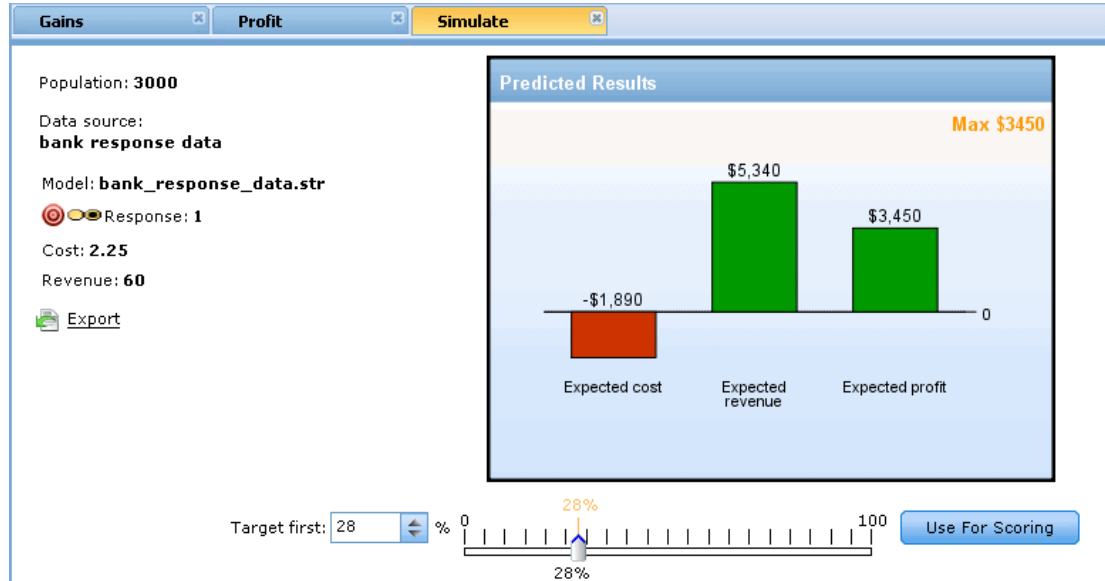 Gains
Profit
Simulate
Population: 3000
Data source:
bank response data
Model: bank_response_data.str
Response: 1
Cost: 2.25
Revenue: 60
Export
Predicted Results
Max $3450
$5,340
$3,450
-$1,890
0
Expected cost
Expected
revenue
Expected profit
28%
Target first: 28 % 0 100 Use For Scoring
28%